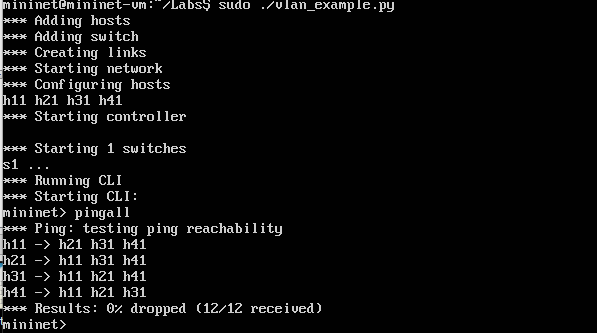 mininet@mininet-vm:~/Labs$ sudo ./vlan_example.py
*** Adding hosts
*** Adding switch
*** Creating links
*** Starting network
*** Configuring hosts
h11 h21 h31 h41
*** Starting controller

*** Starting 1 switches
s1 ...
*** Running CLI
*** Starting CLI:
mininet> pingall
*** Ping: testing ping reachability
h11 -> h21 h31 h41
h21 -> h11 h31 h41
h31 -> h11 h21 h41
h41 -> h11 h21 h31
*** Results: 0% dropped (12/12 received)
mininet>